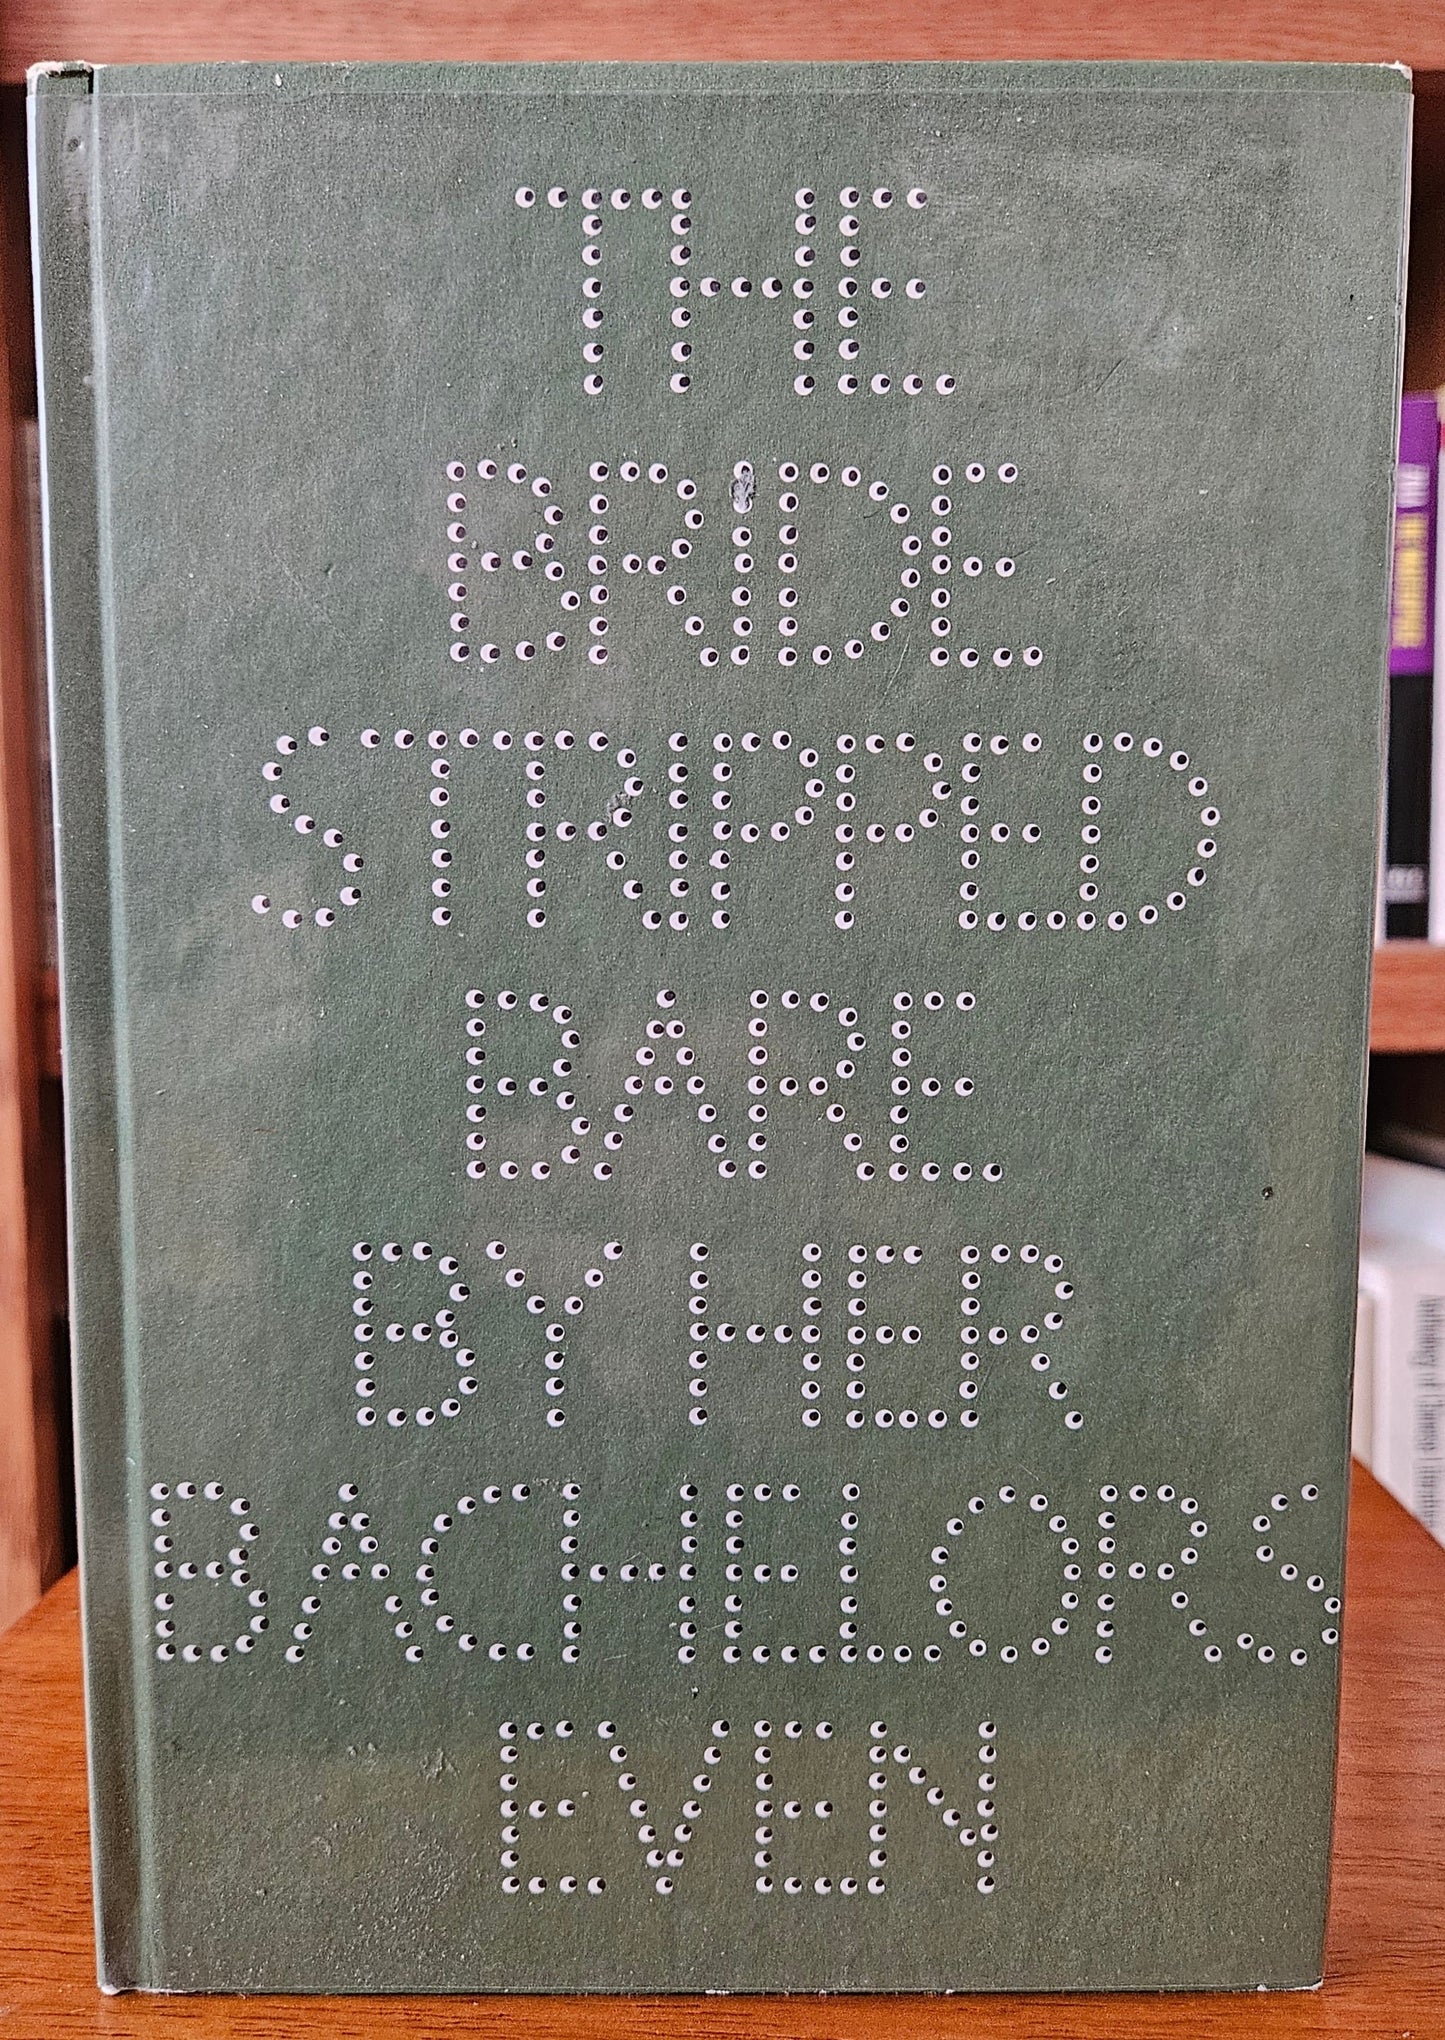 THE
BRIDE
STRIPPED
BARE
BY HER
BACHELORS
EVEN